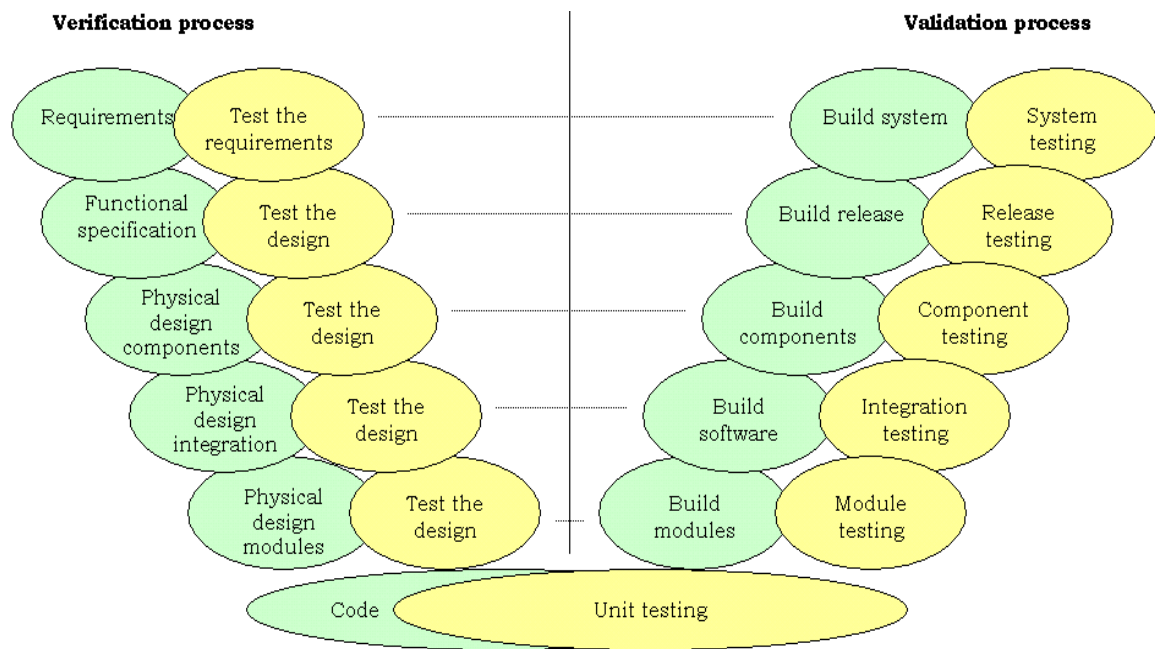 Verification process
Validation process
Requirements
Test the
requirements
Build system
System
testing
Functional
specification
Test the
design
Build release
Release
testing
Physical
design
components
Test the
design
Build
components
Component
testing
Physical
design
integration
Test the
design
Build
software
Integration
testing
Physical
design
modules
Test the
design
Build
modules
Module
testing
Code
Unit testing